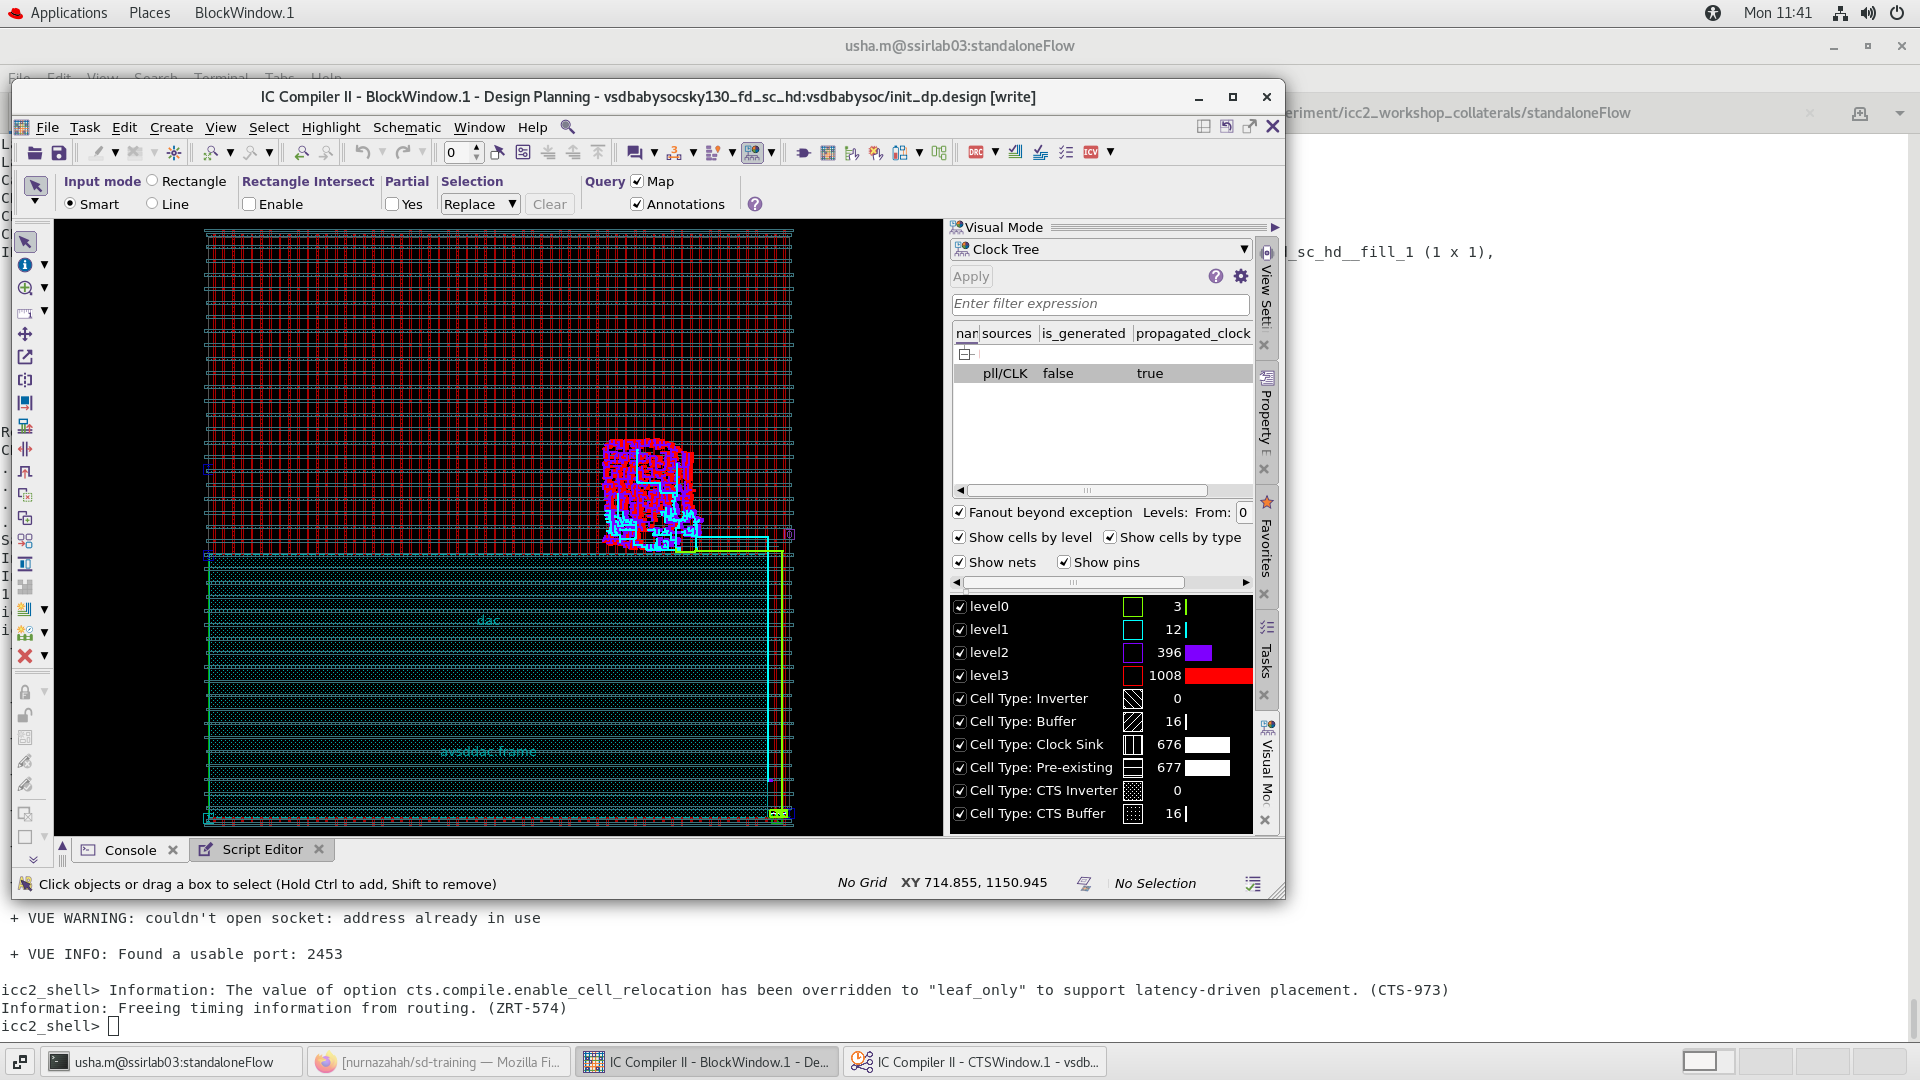 Applications Places BlockWindow.1 Mon 11:41
usha.m@ssirlab03:standaloneFlow
File Edit View Search Terminal Tabs Help
IC Compiler II - BlockWindow.1 - Design Planning - vsdbabysocsky130_fd_sc_hd:vsdbabysoc/init_dp.design [write]
eriment/icc2_workshop_collaterals/standaloneFlow
File Task Edit Create View Select Highlight Schematic Window Help
0 DRC ICV
Input mode Rectangle Rectangle Intersect Partial Selection Query Map
Smart Line Enable Yes Replace Clear Annotations
Visual Mode
Clock Tree
_sc_hd__fill_1 (1 x 1),
Apply
Enter filter expression
nar sources is_generated propagated_clock
pll/CLK false true
Fanout beyond exception Levels: From: 0
Show cells by level Show cells by type
Show nets Show pins
level0 3
level1 12
level2 396
level3 1008
Cell Type: Inverter 0
Cell Type: Buffer 16
Cell Type: Clock Sink 676
Cell Type: Pre-existing 677
Cell Type: CTS Inverter 0
Cell Type: CTS Buffer 16
View Setti
Property E
Favorites
Tasks
Visual Mo
dac
avsddac.frame
Console Script Editor
Click objects or drag a box to select (Hold Ctrl to add, Shift to remove) No Grid XY 714.855, 1150.945 No Selection
+ VUE WARNING: couldn't open socket: address already in use
+ VUE INFO: Found a usable port: 2453
icc2_shell> Information: The value of option cts.compile.enable_cell_relocation has been overridden to "leaf_only" to support latency-driven placement. (CTS-973)
Information: Freeing timing information from routing. (ZRT-574)
icc2_shell>
usha.m@ssirlab03:standaloneFlow [nurnazahah/sd-training — Mozilla Fi... IC Compiler II - BlockWindow.1 - De... IC Compiler II - CTSWindow.1 - vsdb...